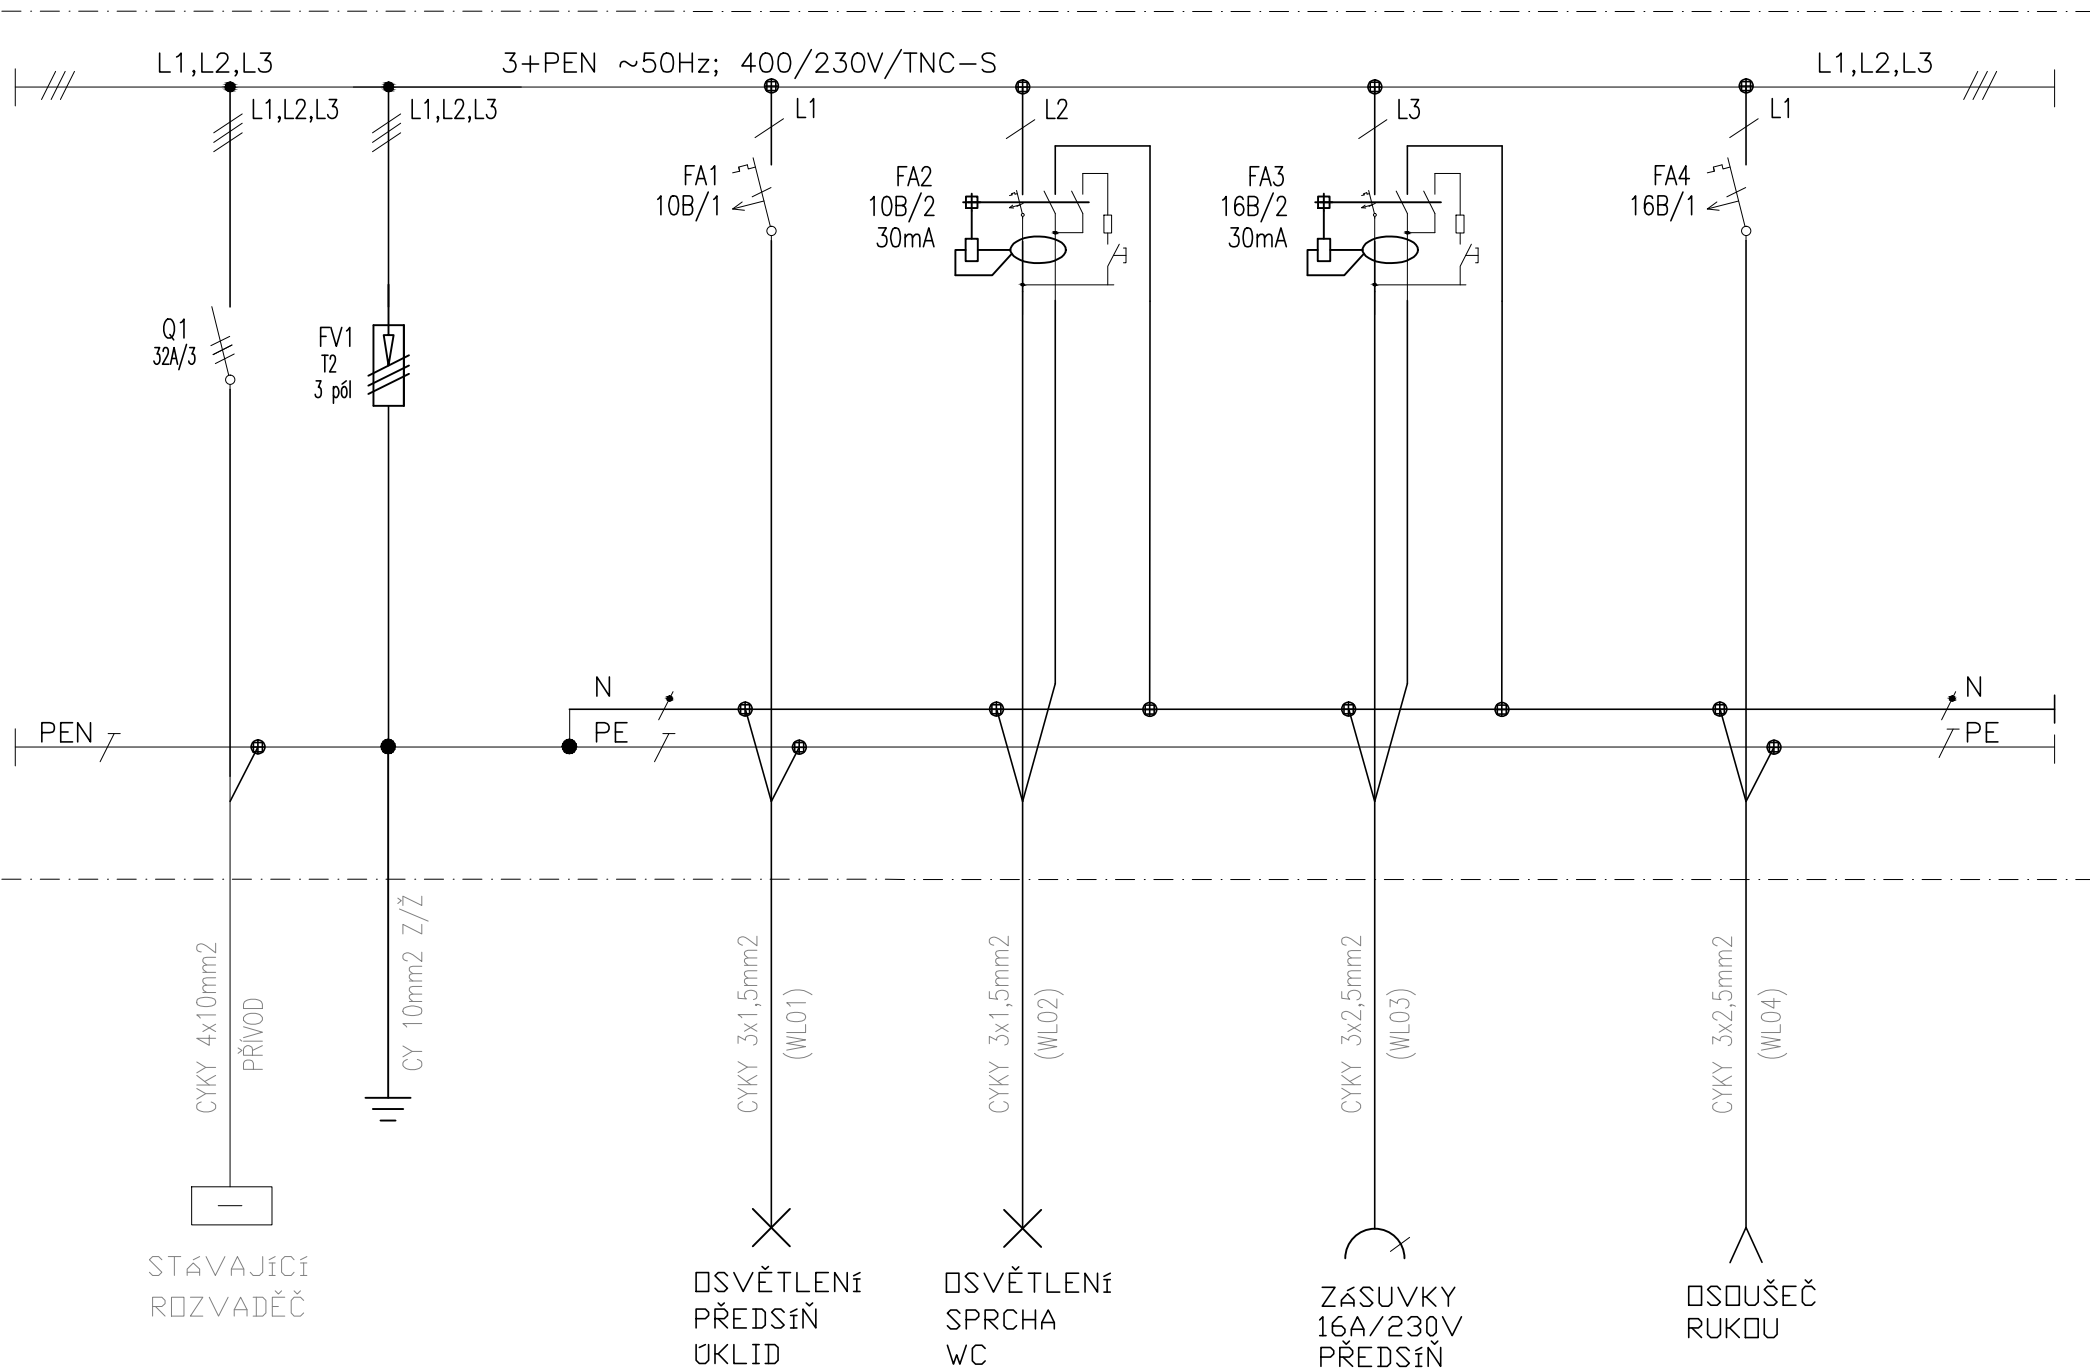 L1,L2,L3
3+PEN ~50Hz; 400/230V/TNC-S
L1,L2,L3
L1,L2,L3
L1,L2,L3
L1
L2
L3
L1
FA1
10B/1
FA2
10B/2
30mA
FA3
16B/2
30mA
FA4
16B/1
Q1
32A/3
FV1
T2
3 pól
N
N
PEN
PE
PE
CYKY 4x10mm2
PŘÍVOD
CY 10mm2 Z/Ž
CYKY 3x1,5mm2
(WL01)
CYKY 3x1,5mm2
(WL02)
CYKY 3x2,5mm2
(WL03)
CYKY 3x2,5mm2
(WL04)
STÁVAJÍCÍ
ROZVADĚČ
OSVĚTLENÍ
PŘEDSÍŇ
ÚKLID
OSVĚTLENÍ
SPRCHA
WC
ZÁSUVKY
16A/230V
PŘEDSÍŇ
OSOUŠEČ
RUKOU